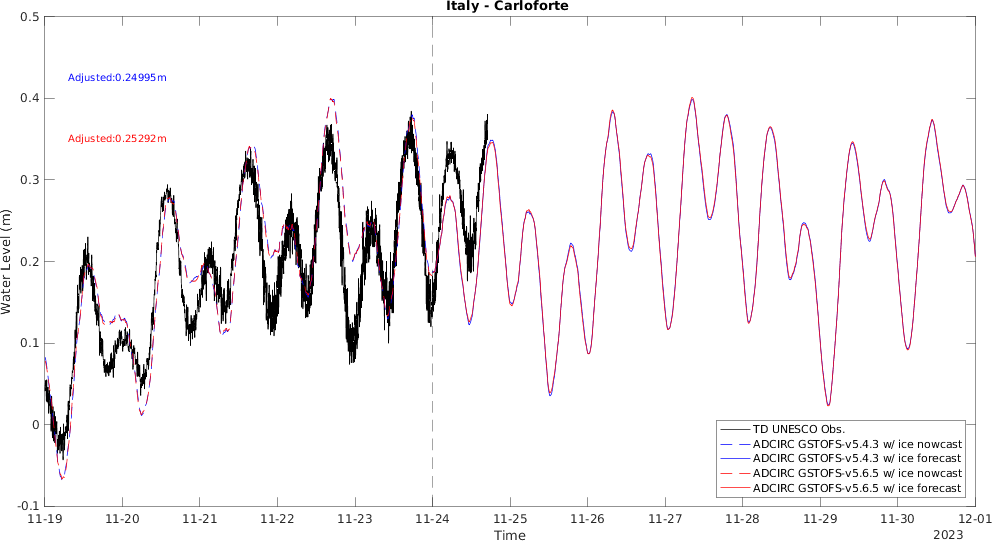 Italy - Carloforte
Water Level (m)
0.5
0.4
0.3
0.2
0.1
0
-0.1
Adjusted:0.24995m
Adjusted:0.25292m
TD UNESCO Obs.
ADCIRC GSTOFS-v5.4.3 w/ ice nowcast
ADCIRC GSTOFS-v5.4.3 w/ ice forecast
ADCIRC GSTOFS-v5.6.5 w/ ice nowcast
ADCIRC GSTOFS-v5.6.5 w/ ice forecast
11-19 11-20 11-21 11-22 11-23 11-24 11-25 11-26 11-27 11-28 11-29 11-30 12-01
Time
2023